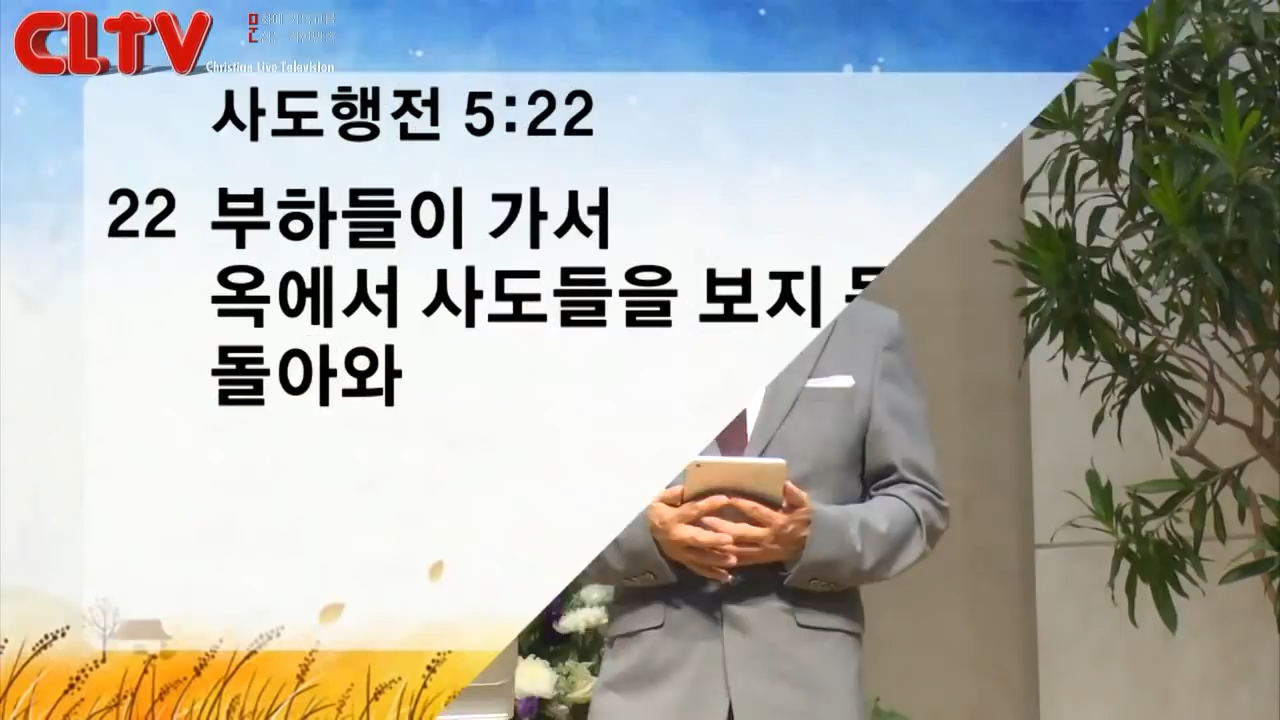 CLTV
Christian Live Television
사도행전 5:22
22 부하들이 가서
옥에서 사도들을 보지
돌아와